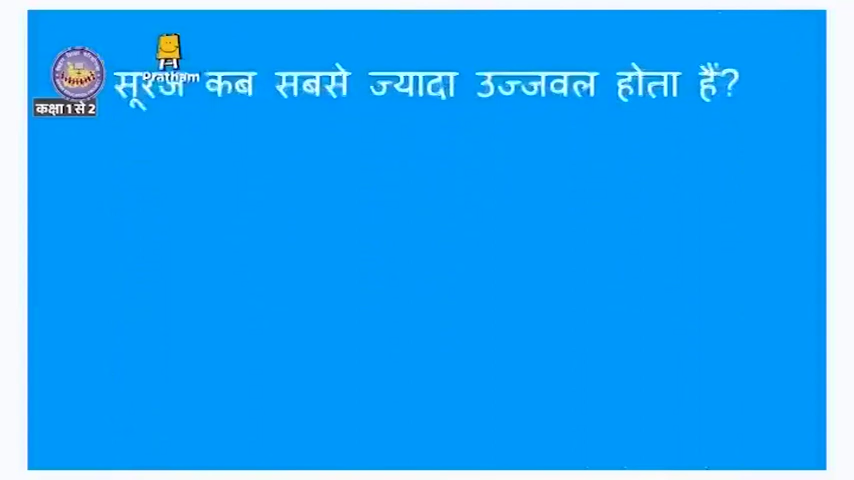 Pratham
सूरज कब सबसे ज्यादा उज्जवल होता हैं?
कक्षा 1 से 2